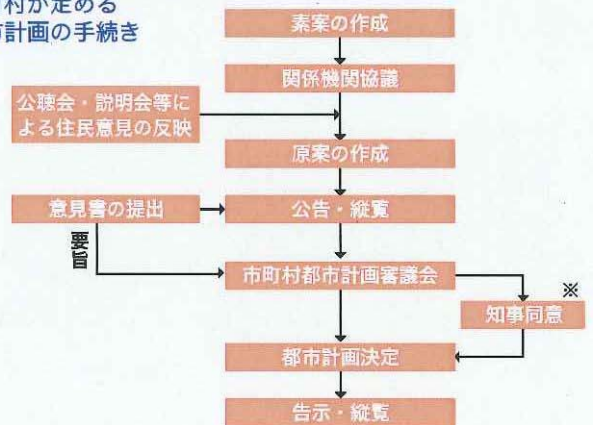 村が定める
計画の手続き
素案の作成
関係機関協議
公聴会・説明会等に
よる住民意見の反映
原案の作成
意見書の提出
公告・縦覧
要旨
市町村都市計画審議会
※
知事同意
都市計画決定
告示・縦覧